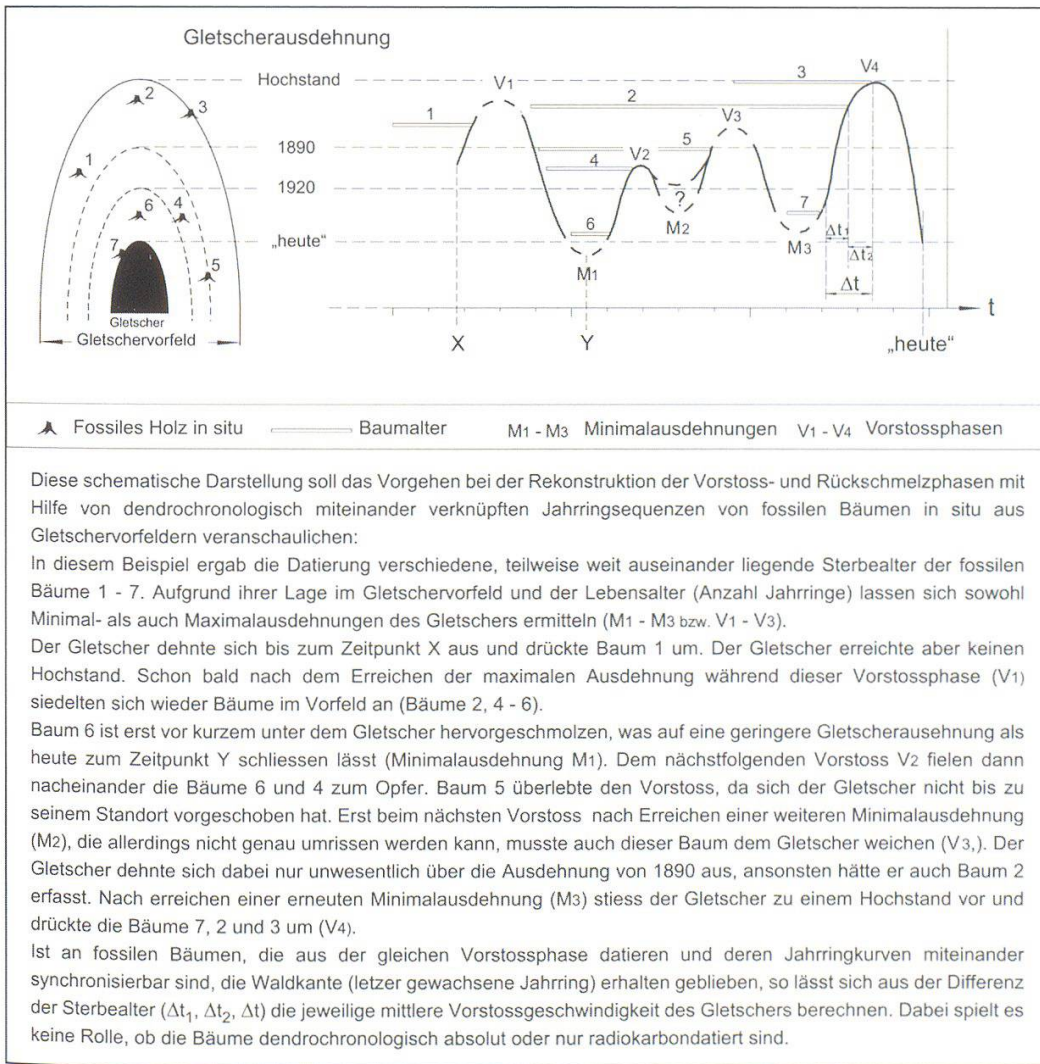 Gletscherausdehnung
Hochstand
1890
1920
„heute“
2
3
1
6
4
7
5
Gletscher
Gletschervorfeld
V1
3
V4
1
2
V3
5
4
V2
?
6
7
M2
M1
M3
Δt1
Δt2
Δt
t
X
Y
„heute“
Fossiles Holz in situ
Baumalter
M1 - M3 Minimalausdehnungen
V1 - V4 Vorstossphasen
Diese schematische Darstellung soll das Vorgehen bei der Rekonstruktion der Vorstoss- und Rückschmelzphasen mit
Hilfe von dendrochronologisch miteinander verknüpften Jahrringsequenzen von fossilen Bäumen in situ aus
Gletschervorfeldern veranschaulichen:
In diesem Beispiel ergab die Datierung verschiedene, teilweise weit auseinander liegende Sterbealter der fossilen
Bäume 1 - 7. Aufgrund ihrer Lage im Gletschervorfeld und der Lebensalter (Anzahl Jahrringe) lassen sich sowohl
Minimal- als auch Maximalausdehnungen des Gletschers ermitteln (M1 - M3 bzw. V1 - V3).
Der Gletscher dehnte sich bis zum Zeitpunkt X aus und drückte Baum 1 um. Der Gletscher erreichte aber keinen
Hochstand. Schon bald nach dem Erreichen der maximalen Ausdehnung während dieser Vorstossphase (V1)
siedelten sich wieder Bäume im Vorfeld an (Bäume 2, 4 - 6).
Baum 6 ist erst vor kurzem unter dem Gletscher hervorgeschmolzen, was auf eine geringere Gletscherausehnung als
heute zum Zeitpunkt Y schliessen lässt (Minimalausdehnung M1). Dem nächstfolgenden Vorstoss V2 fielen dann
nacheinander die Bäume 6 und 4 zum Opfer. Baum 5 überlebte den Vorstoss, da sich der Gletscher nicht bis zu
seinem Standort vorgeschoben hat. Erst beim nächsten Vorstoss nach Erreichen einer weiteren Minimalausdehnung
(M2), die allerdings nicht genau umrissen werden kann, musste auch dieser Baum dem Gletscher weichen (V3,). Der
Gletscher dehnte sich dabei nur unwesentlich über die Ausdehnung von 1890 aus, ansonsten hätte er auch Baum 2
erfasst. Nach erreichen einer erneuten Minimalausdehnung (M3) stiess der Gletscher zu einem Hochstand vor und
drückte die Bäume 7, 2 und 3 um (V4).
Ist an fossilen Bäumen, die aus der gleichen Vorstossphase datieren und deren Jahrringkurven miteinander
synchronisierbar sind, die Waldkante (letzer gewachsene Jahrring) erhalten geblieben, so lässt sich aus der Differenz
der Sterbealter (Δt1, Δt2, Δt) die jeweilige mittlere Vorstossgeschwindigkeit des Gletschers berechnen. Dabei spielt es
keine Rolle, ob die Bäume dendrochronologisch absolut oder nur radiokarbondatiert sind.